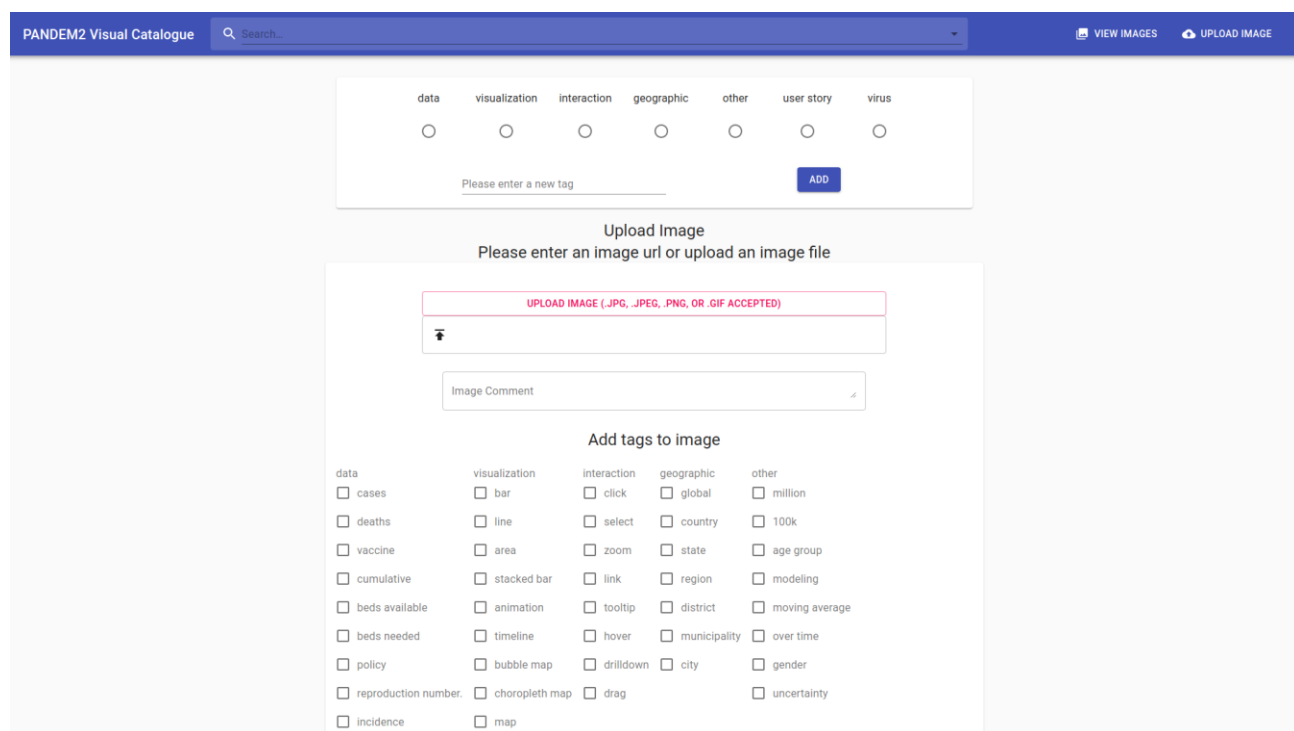 PANDEM2 Visual Catalogue Search... VIEW IMAGES UPLOAD IMAGE
data visualization interaction geographic other user story virus
Please enter a new tag ADD
Upload Image
Please enter an image url or upload an image file
UPLOAD IMAGE (.JPG, .JPEG, .PNG, OR .GIF ACCEPTED)
Image Comment
Add tags to image
data visualization interaction geographic other
cases bar click global million
deaths line select country 100k
vaccine area zoom state age group
cumulative stacked bar link region modeling
beds available animation tooltip district moving average
beds needed timeline hover municipality over time
policy bubble map drilldown city gender
reproduction number. choropleth map drag uncertainty
incidence map